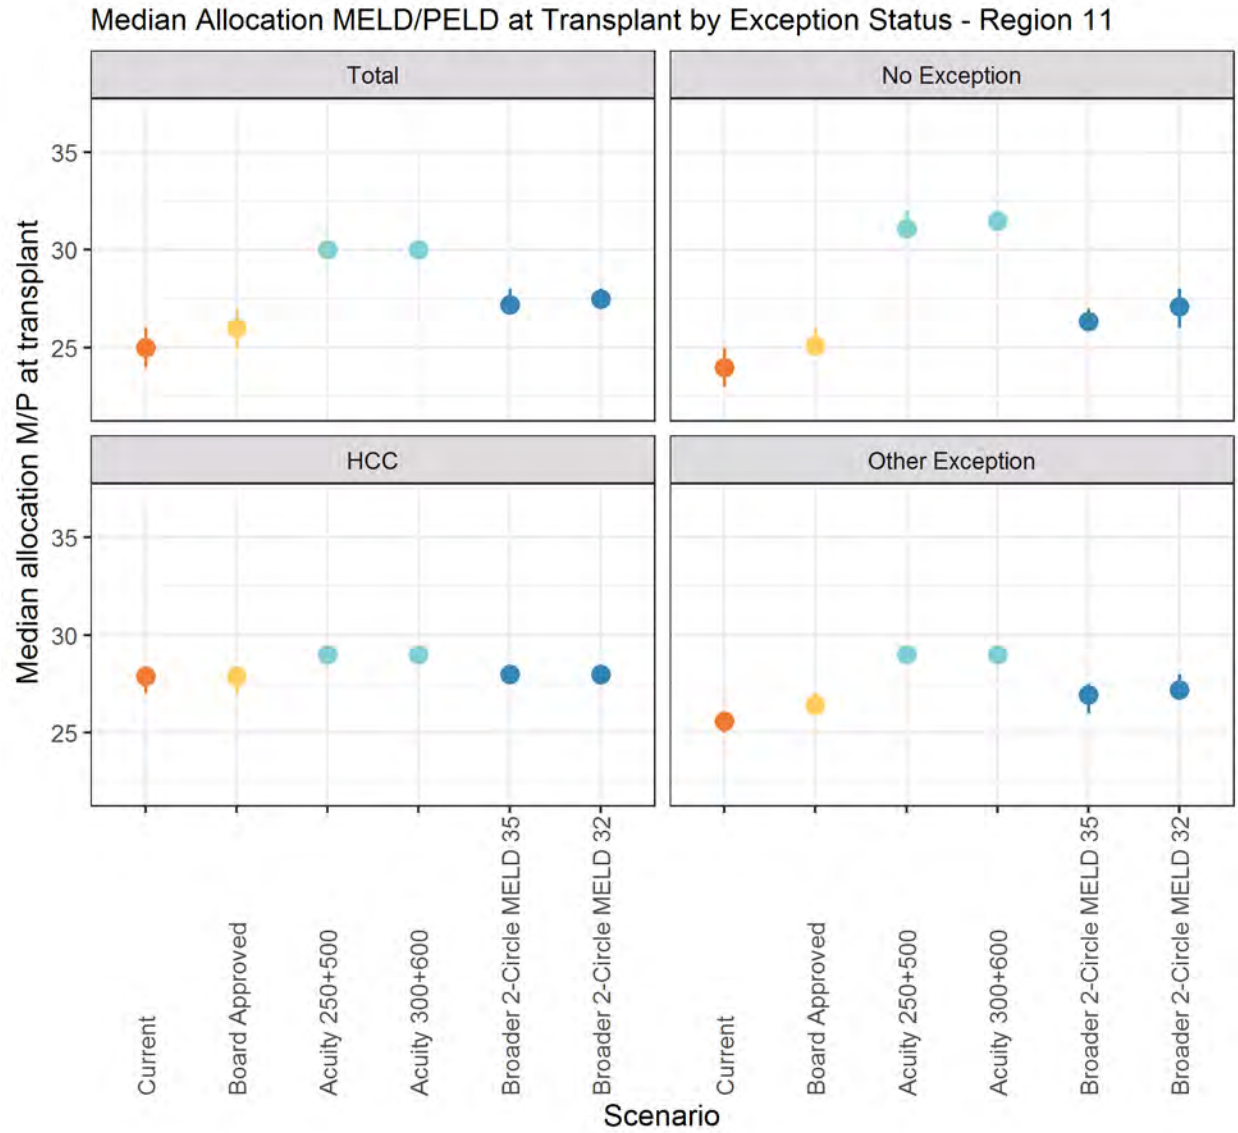 Median Allocation MELD/PELD at Transplant by Exception Status - Region 11
Total
No Exception
35
30
25
HCC
Other Exception
35
30
25
Median allocation M/P at transplant
Current
Board Approved
Acuity 250+500
Acuity 300+600
Broader 2-Circle MELD 35
Broader 2-Circle MELD 32
Current
Board Approved
Acuity 250+500
Acuity 300+600
Broader 2-Circle MELD 35
Broader 2-Circle MELD 32
Scenario